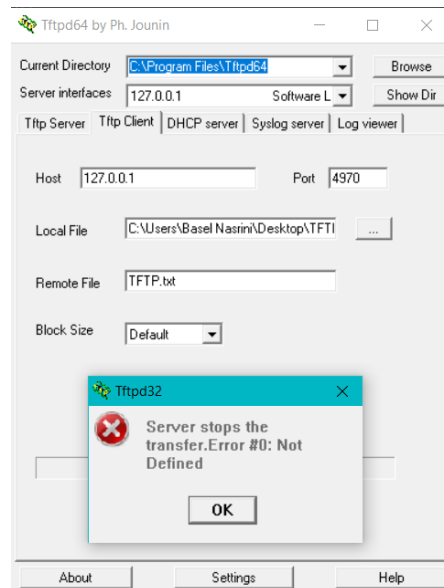 Tftpd64 by Ph. Jounin
Current Directory C:\Program Files\Tftpd64 Browse
Server interfaces 127.0.0.1 Software L Show Dir
Tftp Server Tftp Client DHCP server Syslog server Log viewer
Host 127.0.0.1 Port 4970
Local File C:\Users\Basel Nasrini\Desktop\TFTI ...
Remote File TFTP.txt
Block Size Default
Tftpd32
Server stops the
transfer.Error #0: Not
Defined
OK
About Settings Help